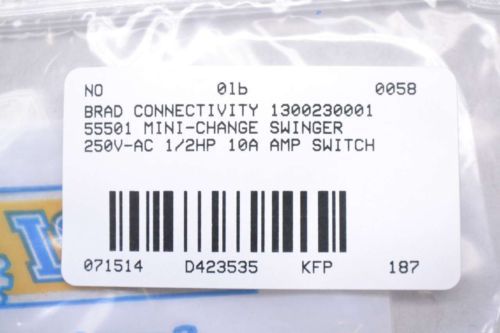 NO 0lb 0058
BRAD CONNECTIVITY 1300230001
55501 MINI-CHANGE SWINGER
250V-AC 1/2HP 10A AMP SWITCH
071514 D423535 KFP 187